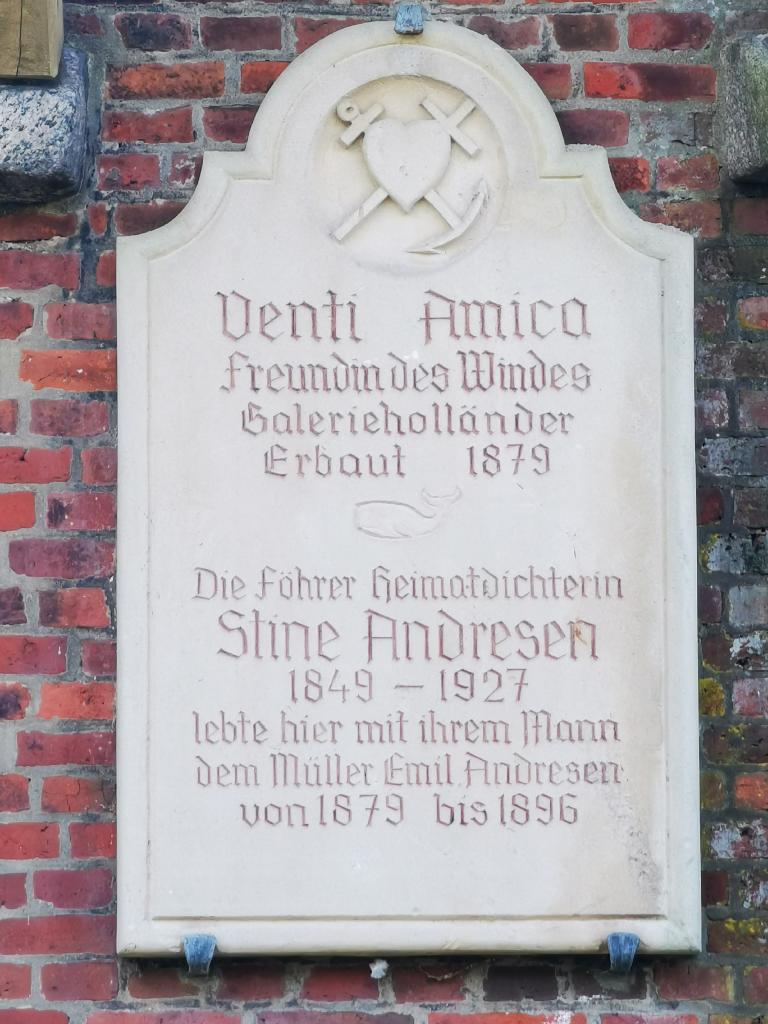 Venti Amica
Freundin des Windes
Galerieholländer
Erbaut 1879
Die Föhrer Heimatdichterin
Stine Andresen
1849 – 1927
lebte hier mit ihrem Mann
dem Müller Emil Andresen
von 1879 bis 1896